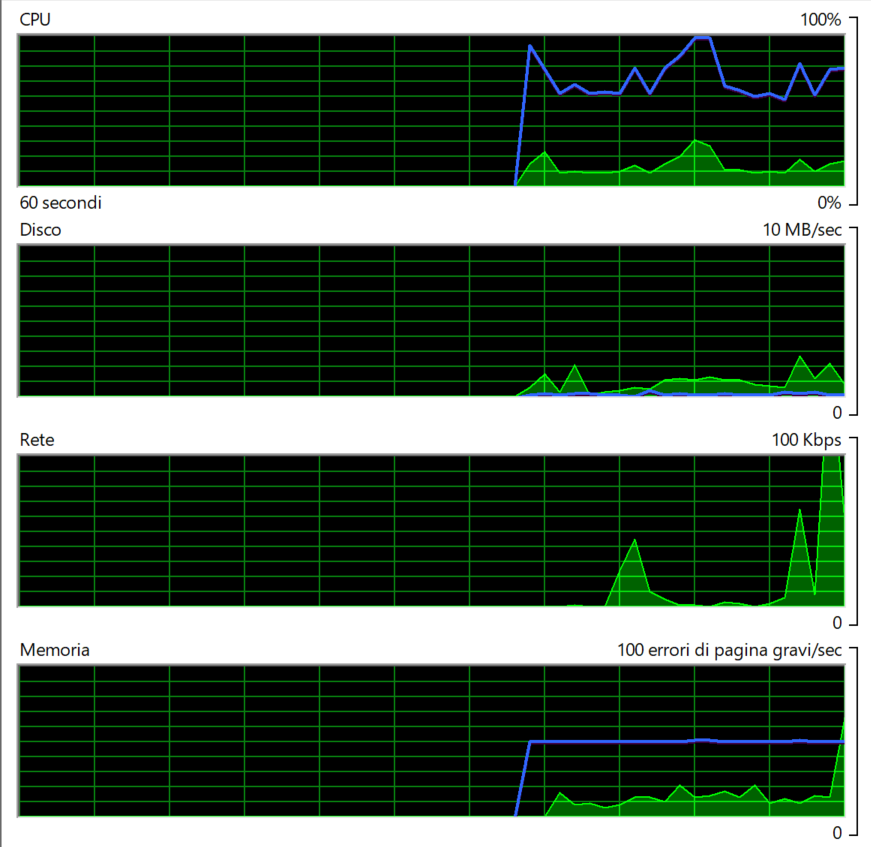 CPU 100%
60 secondi 0%
Disco 10 MB/sec
0
Rete 100 Kbps
0
Memoria 100 errori di pagina gravi/sec
0